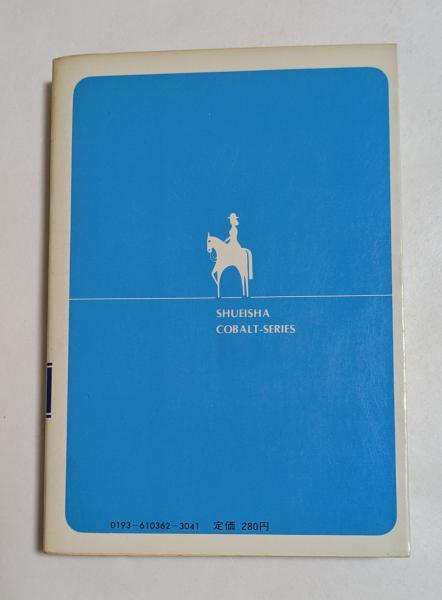 SHUEISHA
COBALT-SERIES
0193-610362-3041 定価 280円